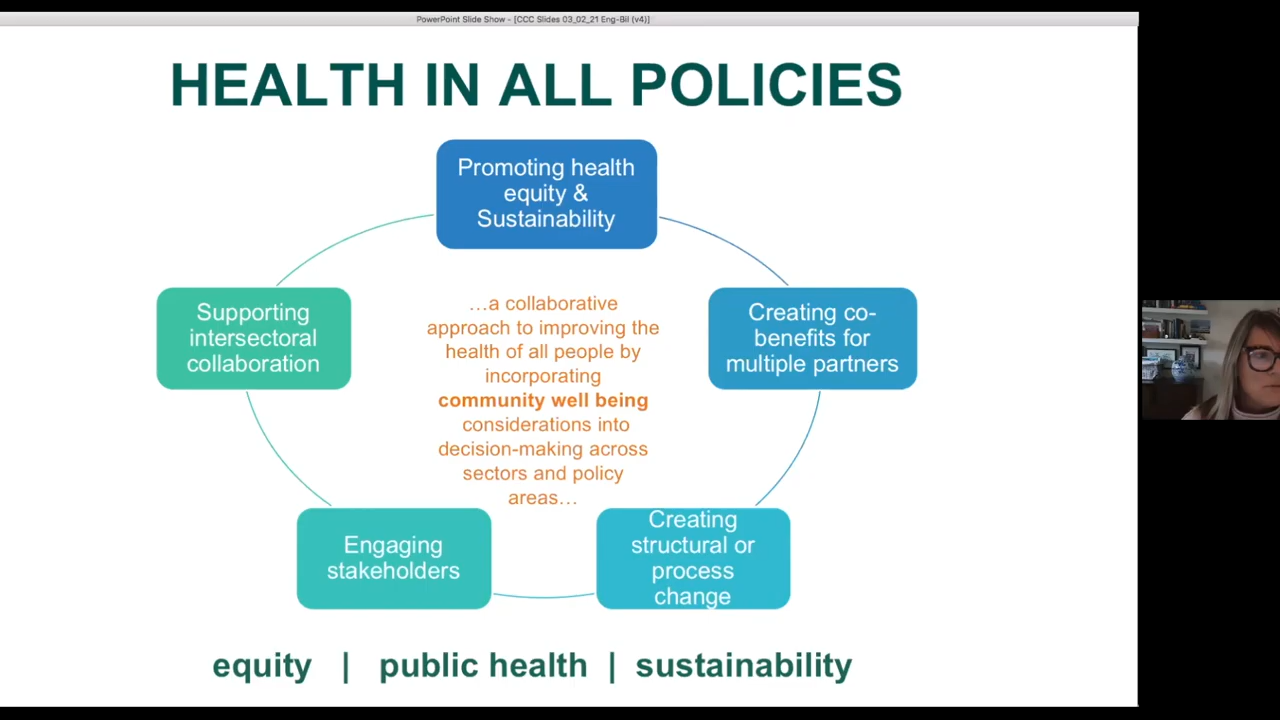 PowerPoint Slide Show - [CCC Slides 03_02_21 Eng-Bil (v4)]
HEALTH IN ALL POLICIES
Promoting health
equity &
Sustainability
Supporting
intersectoral
collaboration
…a collaborative
approach to improving the
health of all people by
incorporating
community well being
considerations into
decision-making across
sectors and policy
areas…
Creating co-
benefits for
multiple partners
Engaging
stakeholders
Creating
structural or
process
change
equity | public health | sustainability